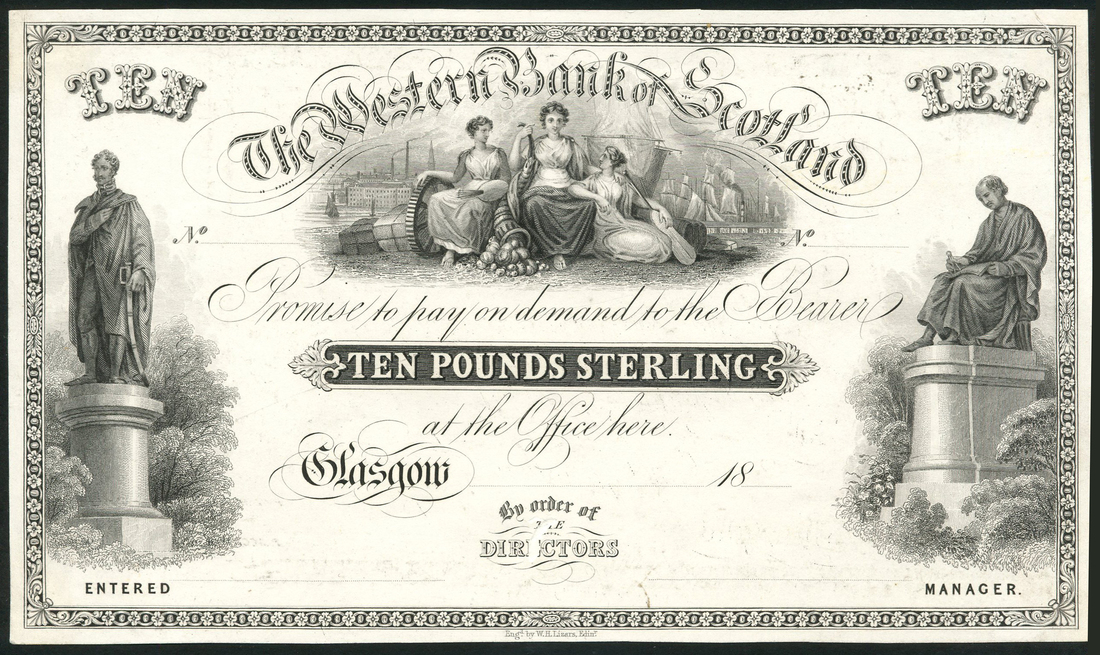 TEN
TEN
The Western Bank of Scotland
No.
No.
Promise to pay on demand to the Bearer
TEN POUNDS STERLING
at the Office here.
Glasgow 18
By order of
DIRECTORS
ENTERED
MANAGER.
Engd. by W.H. Lizars, Edinr.